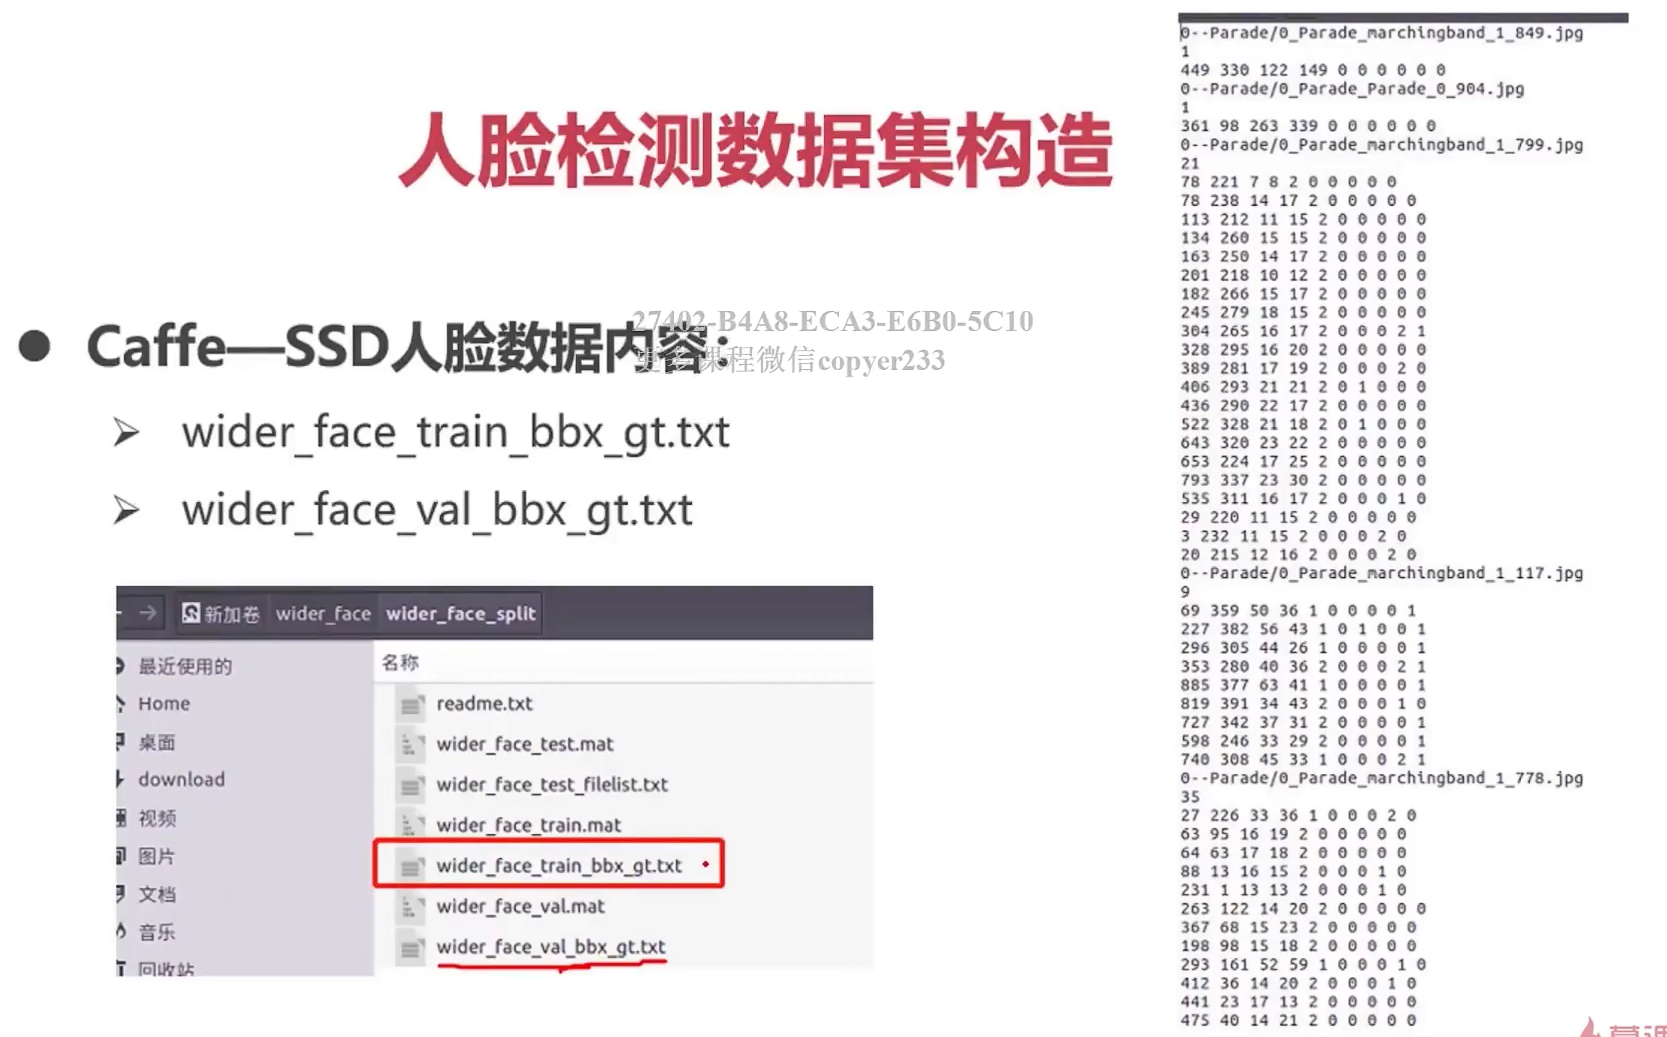 人脸检测数据集构造
Caffe—SSD人脸数据内容:
27402-B4A8-ECA3-E6B0-5C10
更多课程微信copyer233
wider_face_train_bbx_gt.txt
wider_face_val_bbx_gt.txt
新加卷 wider_face wider_face_split
最近使用的
Home
桌面
download
视频
图片
文档
音乐
回收站
名称
readme.txt
wider_face_test.mat
wider_face_test_filelist.txt
wider_face_train.mat
wider_face_train_bbx_gt.txt
wider_face_val.mat
wider_face_val_bbx_gt.txt
0--Parade/0_Parade_marchingband_1_849.jpg
1
449 330 122 149 0 0 0 0 0 0
0--Parade/0_Parade_Parade_0_904.jpg
1
361 98 263 339 0 0 0 0 0 0
0--Parade/0_Parade_marchingband_1_799.jpg
21
78 221 7 8 2 0 0 0 0 0
78 238 14 17 2 0 0 0 0 0
113 212 11 15 2 0 0 0 0 0
134 260 15 15 2 0 0 0 0 0
163 250 14 17 2 0 0 0 0 0
201 218 10 12 2 0 0 0 0 0
182 266 15 17 2 0 0 0 0 0
245 279 18 15 2 0 0 0 0 0
304 265 16 17 2 0 0 0 2 1
328 295 16 20 2 0 0 0 0 0
389 281 17 19 2 0 0 0 2 0
406 293 21 21 2 0 1 0 0 0
436 290 22 17 2 0 0 0 0 0
522 328 21 18 2 0 1 0 0 0
643 320 23 22 2 0 0 0 0 0
653 224 17 25 2 0 0 0 0 0
793 337 23 30 2 0 0 0 0 0
535 311 16 17 2 0 0 0 1 0
29 220 11 15 2 0 0 0 0 0
3 232 11 15 2 0 0 0 2 0
20 215 12 16 2 0 0 0 2 0
0--Parade/0_Parade_marchingband_1_117.jpg
9
69 359 50 36 1 0 0 0 0 1
227 382 56 43 1 0 1 0 0 1
296 305 44 26 1 0 0 0 0 1
353 280 40 36 2 0 0 0 2 1
885 377 63 41 1 0 0 0 0 1
819 391 34 43 2 0 0 0 1 0
727 342 37 31 2 0 0 0 0 1
598 246 33 29 2 0 0 0 0 1
740 308 45 33 1 0 0 0 2 1
0--Parade/0_Parade_marchingband_1_778.jpg
35
27 226 33 36 1 0 0 0 2 0
63 95 16 19 2 0 0 0 0 0
64 63 17 18 2 0 0 0 0 0
88 13 16 15 2 0 0 0 1 0
231 1 13 13 2 0 0 0 1 0
263 122 14 20 2 0 0 0 0 0
367 68 15 23 2 0 0 0 0 0
198 98 15 18 2 0 0 0 0 0
293 161 52 59 1 0 0 0 1 0
412 36 14 20 2 0 0 0 1 0
441 23 17 13 2 0 0 0 0 0
475 40 14 21 2 0 0 0 0 0